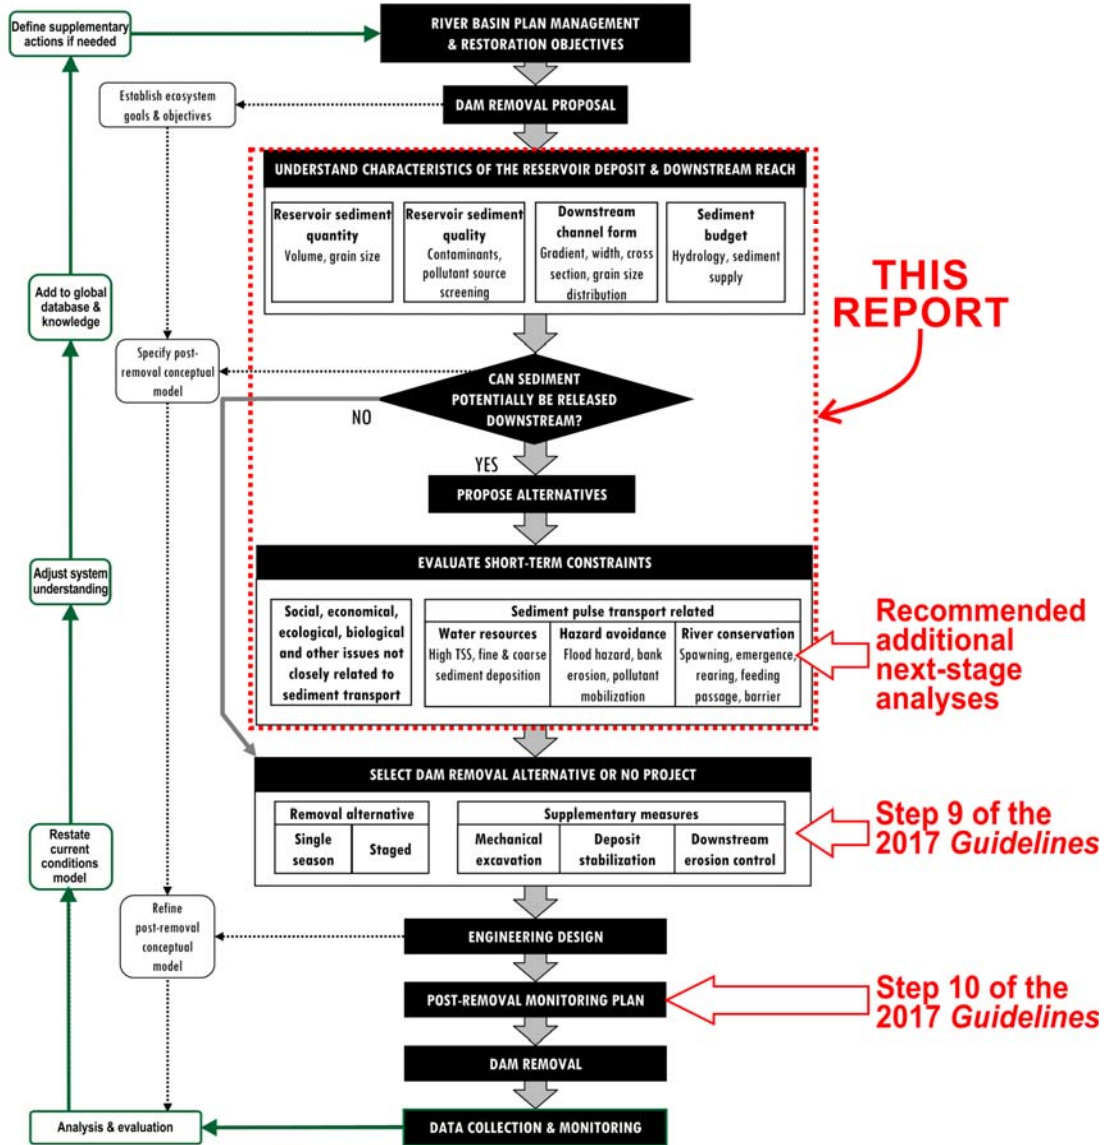 Define supplementary
actions if needed
RIVER BASIN PLAN MANAGEMENT
& RESTORATION OBJECTIVES
Establish ecosystem
goals & objectives
DAM REMOVAL PROPOSAL
UNDERSTAND CHARACTERISTICS OF THE RESERVOIR DEPOSIT & DOWNSTREAM REACH
Reservoir sediment
quantity
Volume, grain size
Reservoir sediment
quality
Contaminants,
pollutant source
screening
Downstream
channel form
Gradient, width, cross
section, grain size
distribution
Sediment
budget
Hydrology, sediment
supply
THIS
REPORT
Add to global
database &
knowledge
Specify post-
removal conceptual
model
CAN SEDIMENT
POTENTIALLY BE RELEASED
DOWNSTREAM?
NO
YES
PROPOSE ALTERNATIVES
EVALUATE SHORT-TERM CONSTRAINTS
Adjust system
understanding
Social, economical,
ecological, biological
and other issues not
closely related to
sediment transport
Sediment pulse transport related
Water resources
High TSS, fine & coarse
sediment deposition
Hazard avoidance
Flood hazard, bank
erosion, pollutant
mobilization
River conservation
Spawning, emergence,
rearing, feeding
passage, barrier
Recommended
additional
next-stage
analyses
SELECT DAM REMOVAL ALTERNATIVE OR NO PROJECT
Removal alternative
Single
season
Staged
Supplementary measures
Mechanical
excavation
Deposit
stabilization
Downstream
erosion control
Step 9 of the
2017 Guidelines
Restate
current
conditions
model
Refine
post-removal
conceptual
model
ENGINEERING DESIGN
POST-REMOVAL MONITORING PLAN
Step 10 of the
2017 Guidelines
DAM REMOVAL
Analysis & evaluation
DATA COLLECTION & MONITORING